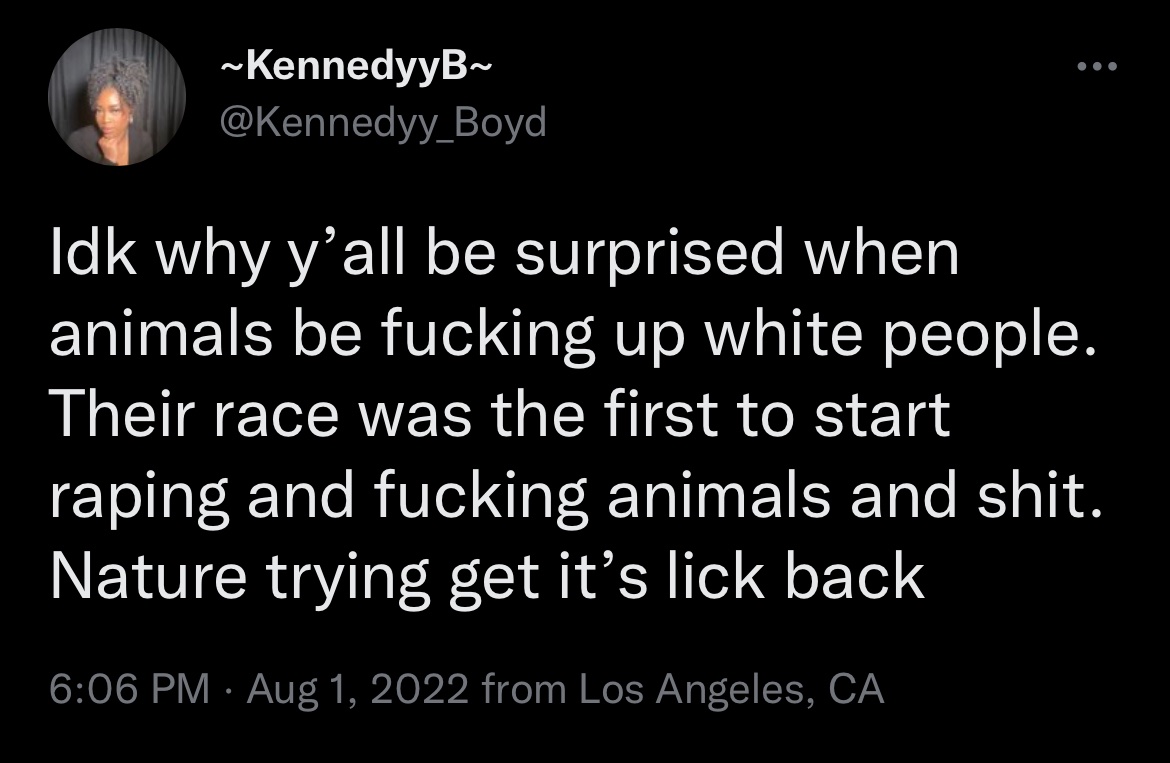 ~KennedyyB~
@Kennedyy_Boyd
Idk why y’all be surprised when
animals be fucking up white people.
Their race was the first to start
raping and fucking animals and shit.
Nature trying get it’s lick back
6:06 PM · Aug 1, 2022 from Los Angeles, CA